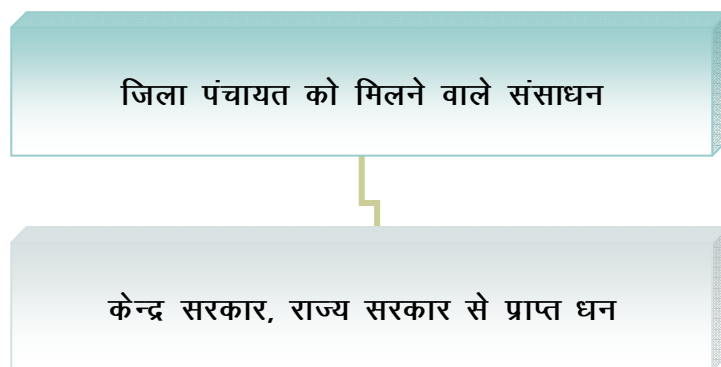 जिला पंचायत को मिलने वाले संसाधन
केन्द्र सरकार, राज्य सरकार से प्राप्त धन